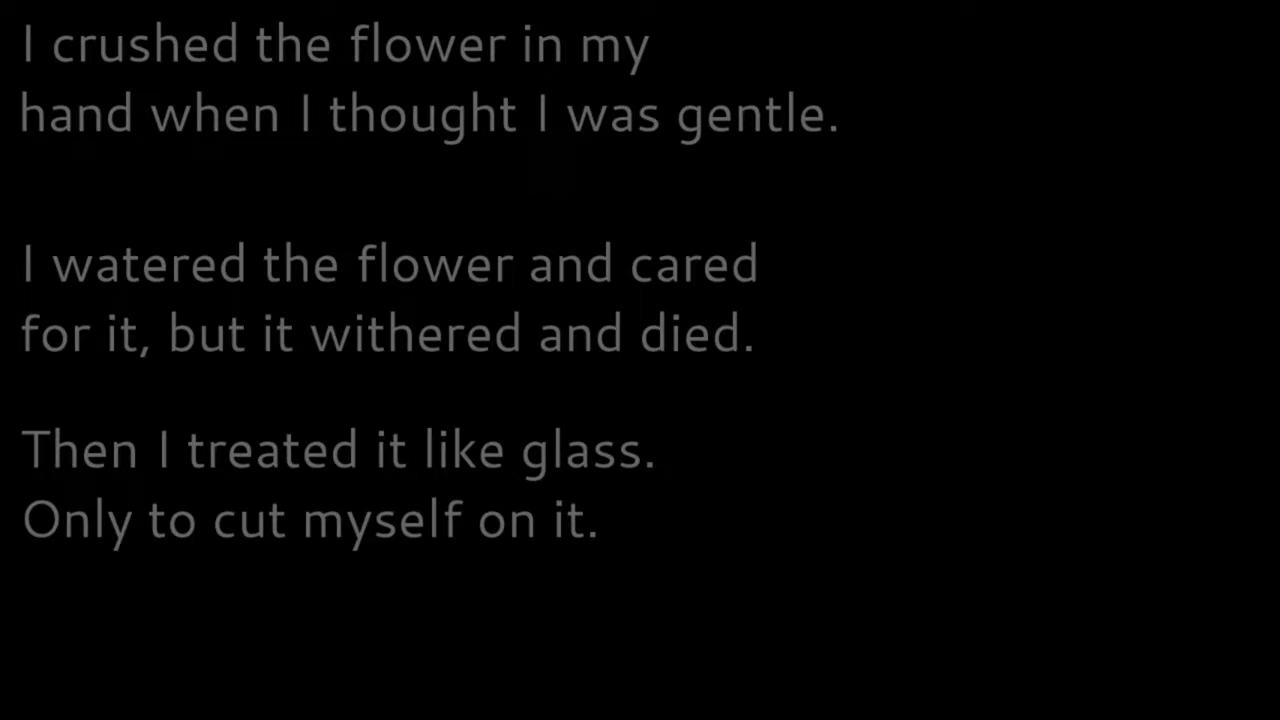 I crushed the flower in my
hand when I thought I was gentle.
I watered the flower and cared
for it, but it withered and died.
Then I treated it like glass.
Only to cut myself on it.